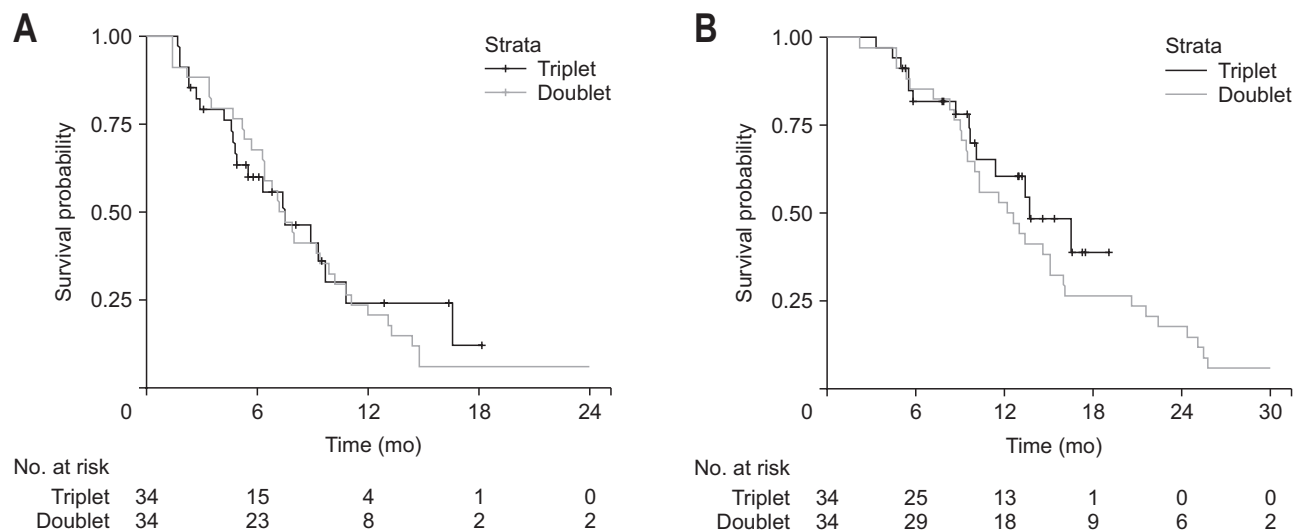 A
1.00
0.75
0.50
0.25
0
Survival probability
Strata
Triplet
Doublet
6 12 18 24
Time (mo)
No. at risk
Triplet 34 15 4 1 0
Doublet 34 23 8 2 2
B
1.00
0.75
0.50
0.25
0
Survival probability
Strata
Triplet
Doublet
6 12 18 24 30
Time (mo)
No. at risk
Triplet 34 25 13 1 0 0
Doublet 34 29 18 9 6 2